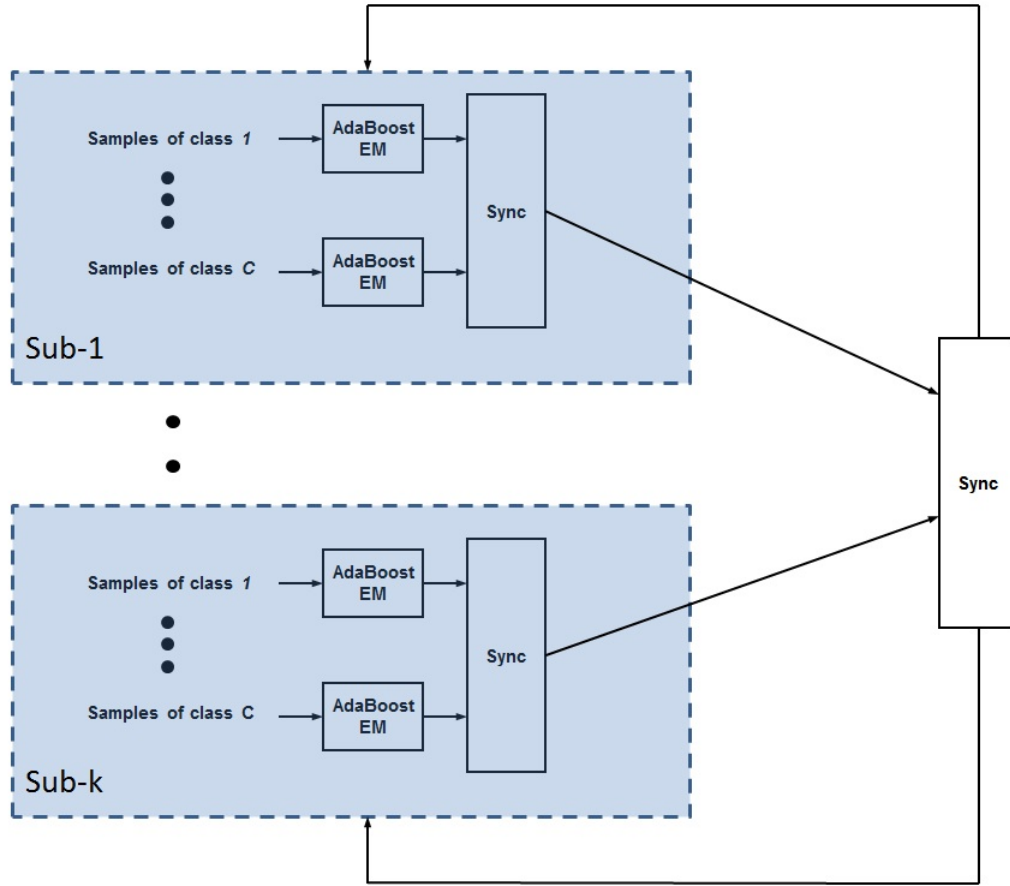 Samples of class 1
AdaBoost
EM
Sync
Samples of class C
AdaBoost
EM
Sub-1
Sync
Samples of class 1
AdaBoost
EM
Sync
Samples of class C
AdaBoost
EM
Sub-k